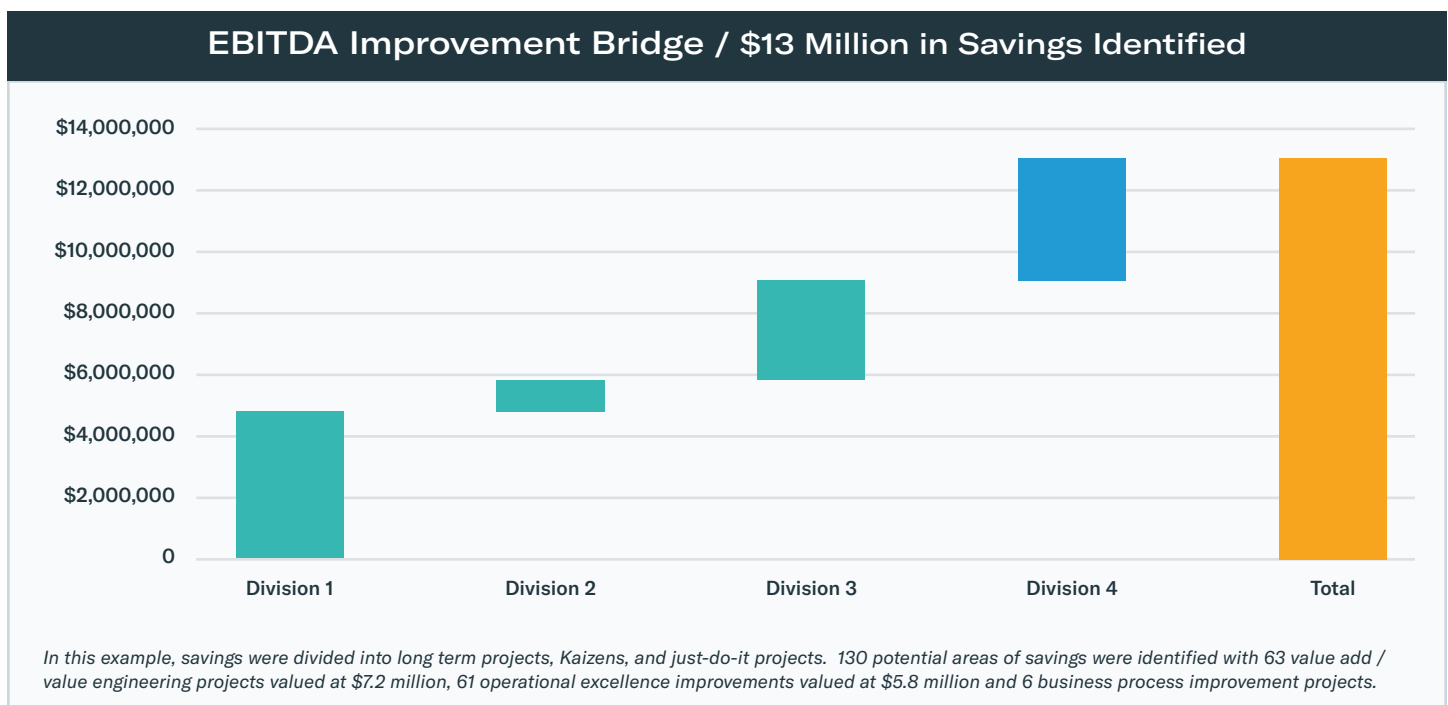 EBITDA Improvement Bridge / $13 Million in Savings Identified
$14,000,000
$12,000,000
$10,000,000
$8,000,000
$6,000,000
$4,000,000
$2,000,000
0
Division 1
Division 2
Division 3
Division 4
Total
In this example, savings were divided into long term projects, Kaizens, and just-do-it projects.  130 potential areas of savings were identified with 63 value add /
value engineering projects valued at $7.2 million, 61 operational excellence improvements valued at $5.8 million and 6 business process improvement projects.